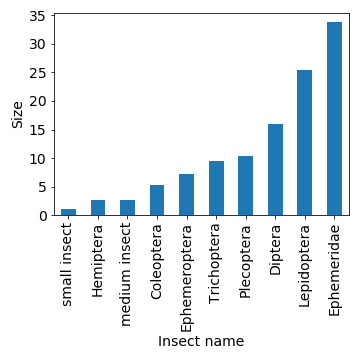 35
30
25
20
15
10
5
0
Size
small insect
Hemiptera
medium insect
Coleoptera
Ephemeroptera
Trichoptera
Plecoptera
Diptera
Lepidoptera
Ephemeridae
Insect name